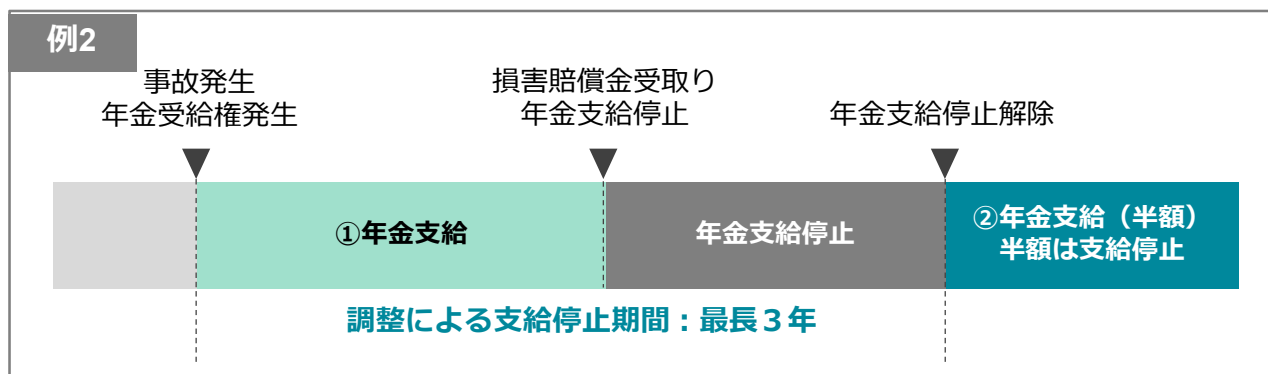 例2
事故発生
年金受給権発生
損害賠償金受取り
年金支給停止
年金支給停止解除
①年金支給
年金支給停止
②年金支給（半額）
半額は支給停止
調整による支給停止期間：最長３年